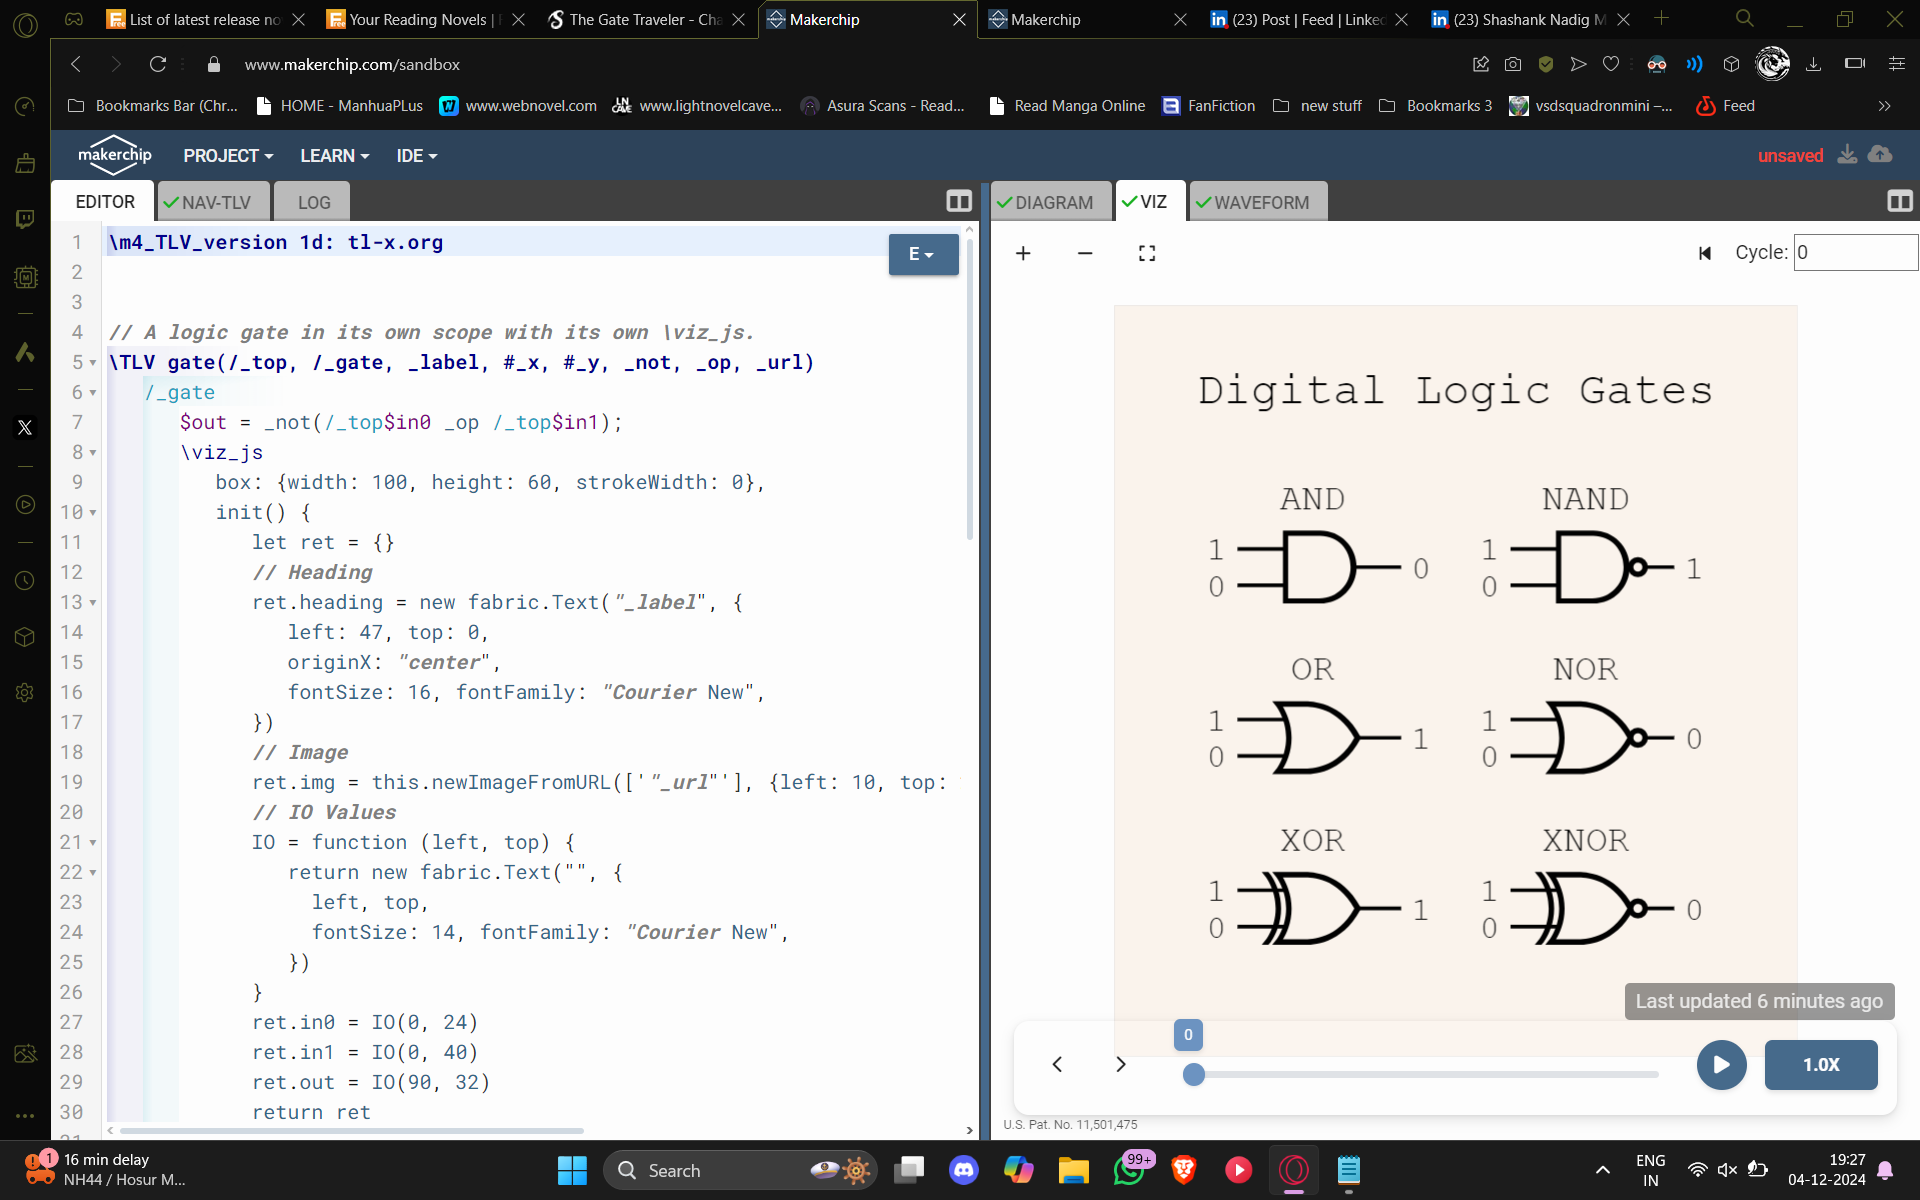 List of latest release no
Your Reading Novels |
The Gate Traveler - Cha
Makerchip
Makerchip
(23) Post | Feed | Linked
(23) Shashank Nadig M
www.makerchip.com/sandbox
Bookmarks Bar (Chr...
HOME - ManhuaPLus
www.webnovel.com
www.lightnovelcave...
Asura Scans - Read...
Read Manga Online
FanFiction
new stuff
Bookmarks 3
vsdsquadronmini –...
Feed
makerchip
PROJECT
LEARN
IDE
unsaved
EDITOR
NAV-TLV
LOG
1 \m4_TLV_version 1d: tl-x.org
E
2
3
4 // A logic gate in its own scope with its own \viz_js.
5 \TLV gate(/_top, /_gate, _label, #_x, #_y, _not, _op, _url)
6 /_gate
7 $out = _not(/_top$in0 _op /_top$in1);
8 \viz_js
9 box: {width: 100, height: 60, strokeWidth: 0},
10 init() {
11 let ret = {}
12 // Heading
13 ret.heading = new fabric.Text("_label", {
14 left: 47, top: 0,
15 originX: "center",
16 fontSize: 16, fontFamily: "Courier New",
17 })
18 // Image
19 ret.img = this.newImageFromURL(['"_url"'], {left: 10, top:
20 // IO Values
21 IO = function (left, top) {
22 return new fabric.Text("", {
23 left, top,
24 fontSize: 14, fontFamily: "Courier New",
25 })
26 }
27 ret.in0 = IO(0, 24)
28 ret.in1 = IO(0, 40)
29 ret.out = IO(90, 32)
30 return ret
DIAGRAM
VIZ
WAVEFORM
Cycle: 0
Digital Logic Gates
AND
1
0
0
NAND
1
0
1
OR
1
0
1
NOR
1
0
0
XOR
1
0
1
XNOR
1
0
0
Last updated 6 minutes ago
0
1.0X
U.S. Pat. No. 11,501,475
1
16 min delay
NH44 / Hosur M...
Search
99+
ENG
IN
19:27
04-12-2024